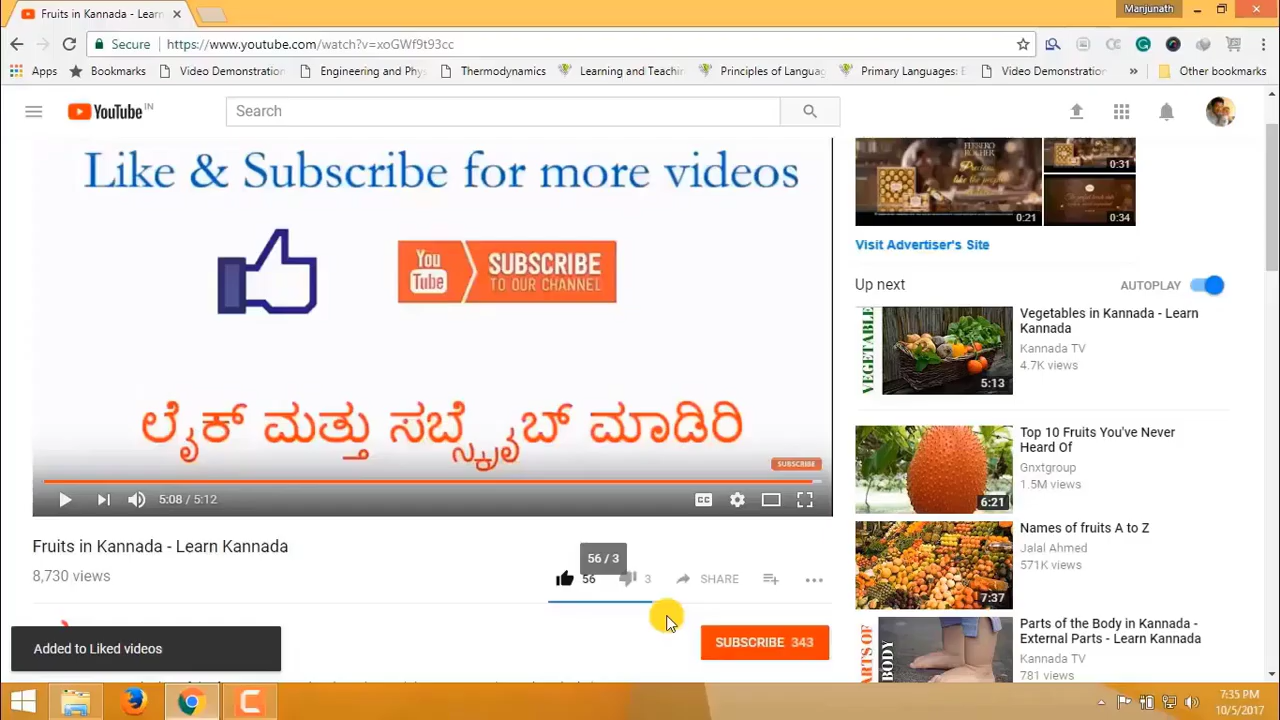 Fruits in Kannada - Learn
Manjunath
Secure
https://www.youtube.com/watch?v=xoGWf9t93cc
Apps
Bookmarks
Video Demonstration
Engineering and Phys
Thermodynamics
Learning and Teachin
Principles of Languag
Primary Languages: E
Video Demonstration
»
Other bookmarks
YouTube IN
Search
Like & Subscribe for more videos
You Tube
SUBSCRIBE
TO OUR CHANNEL
ಲೈಕ್ ಮತ್ತು ಸಬ್ಸ್ಕ್ರೈಬ್ ಮಾಡಿರಿ
SUBSCRIBE
5:08 / 5:12
CC
Fruits in Kannada - Learn Kannada
8,730 views
56 / 3
56
3
SHARE
SUBSCRIBE 343
Added to Liked videos
FERRERO
ROCHER
0:21
0:31
0:34
Visit Advertiser's Site
Up next
AUTOPLAY
VEGETABLE
5:13
Vegetables in Kannada - Learn
Kannada
Kannada TV
4.7K views
6:21
Top 10 Fruits You've Never
Heard Of
Gnxtgroup
1.5M views
7:37
Names of fruits A to Z
Jalal Ahmed
571K views
ARTS OF
BODY
Parts of the Body in Kannada -
External Parts - Learn Kannada
Kannada TV
781 views
7:35 PM
10/5/2017